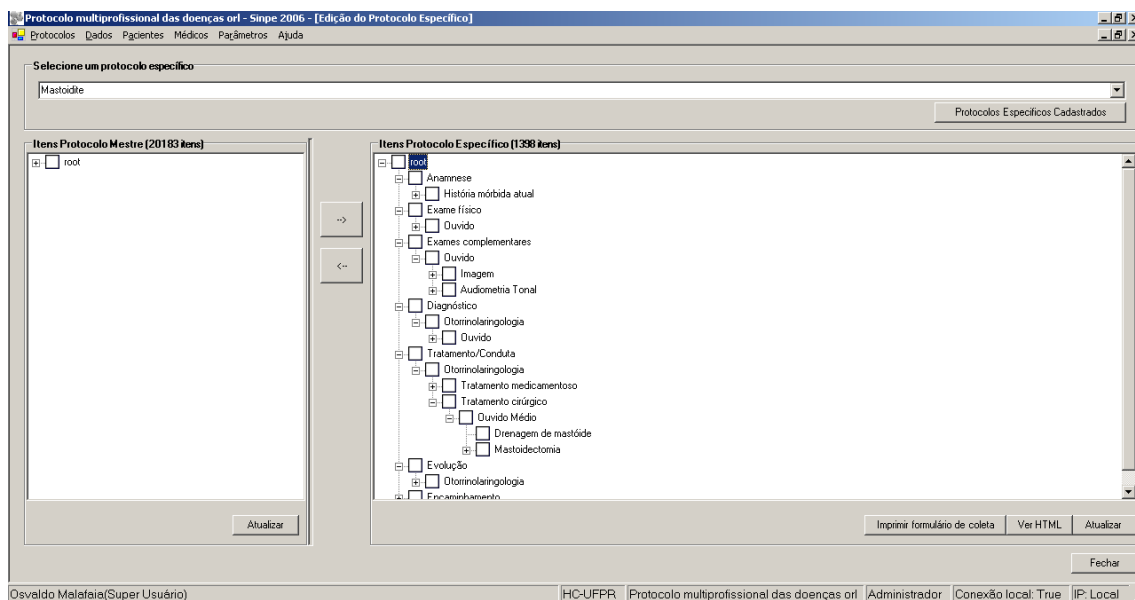 Protocolo multiprofissional das doenças orl - Sinpe 2006 - [Edição do Protocolo Específico]
Protocolos Dados Pacientes Médicos Parâmetros Ajuda
Selecione um protocolo específico
Mastoidite
Protocolos Especificos Cadastrados
Itens Protocolo Mestre (20183 itens)
root
-->
<--
Atualizar
Itens Protocolo Específico (1398 itens)
root
Anamnese
História mórbida atual
Exame físico
Ouvido
Exames complementares
Ouvido
Imagem
Audiometria Tonal
Diagnóstico
Otorrinolaringologia
Ouvido
Tratamento/Conduta
Otorrinolaringologia
Tratamento medicamentoso
Tratamento cirúrgico
Ouvido Médio
Drenagem de mastóide
Mastoidectomia
Evolução
Otorrinolaringologia
Encaminhamento
Imprimir formulário de coleta Ver HTML Atualizar
Fechar
Osvaldo Malafaia(Super Usuário) HC-UFPR Protocolo multiprofissional das doenças orl Administrador Conexão local: True IP: Local